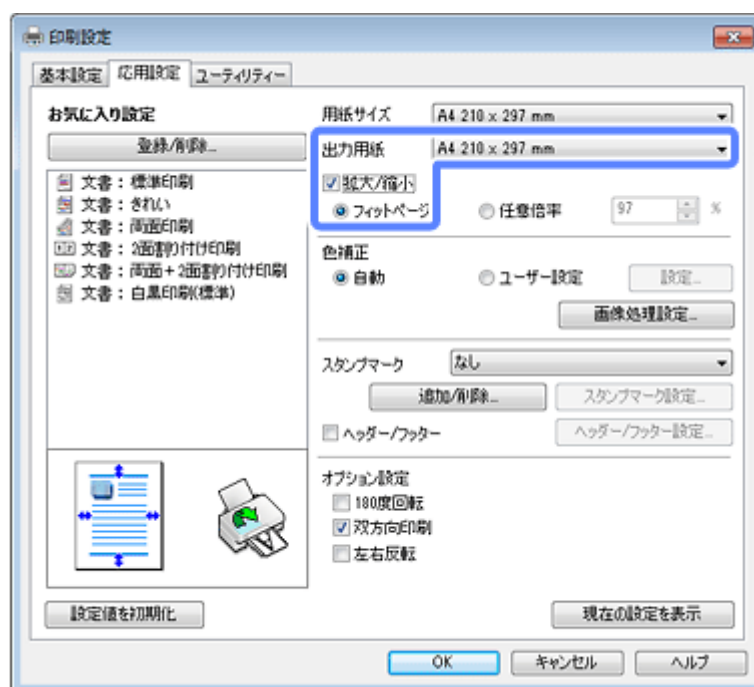 印刷設定
基本設定 応用設定 ユーティリティー
お気に入り設定
登録/削除...
文書：標準印刷
文書：きれい
文書：両面印刷
文書：2面割り付け印刷
文書：両面+2面割り付け印刷
文書：白黒印刷(標準)
設定値を初期化
用紙サイズ A4 210 x 297 mm
出力用紙 A4 210 x 297 mm
拡大/縮小
フィットページ 任意倍率 97 %
色補正
自動 ユーザー設定 設定...
画像処理設定...
スタンプマーク なし
追加/削除... スタンプマーク設定...
ヘッダー/フッター ヘッダー/フッター設定...
オプション設定
180度回転
双方向印刷
左右反転
現在の設定を表示
OK キャンセル ヘルプ